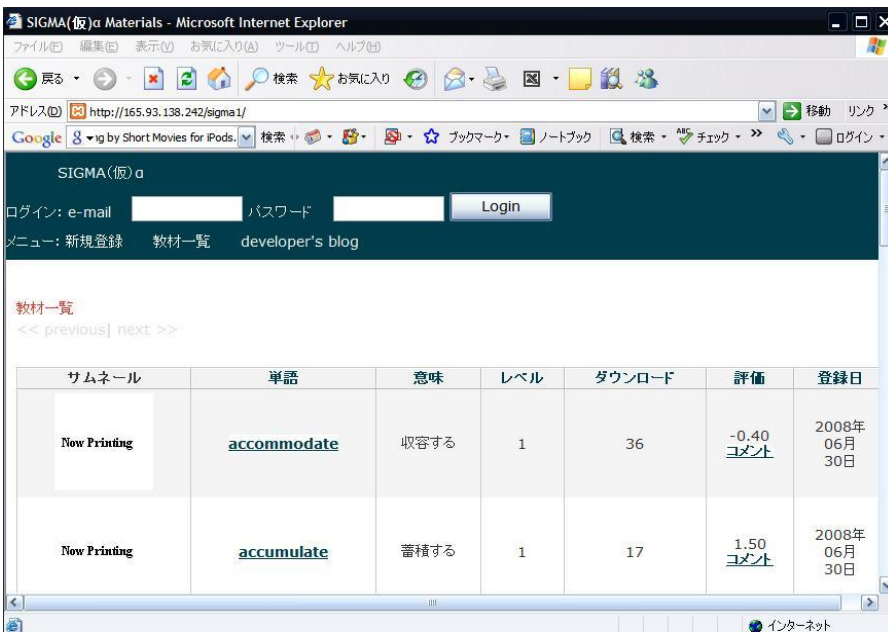 SIGMA(仮)α Materials - Microsoft Internet Explorer
ファイル(F) 編集(E) 表示(V) お気に入り(A) ツール(T) ヘルプ(H)
戻る 検索 お気に入り
アドレス(D) http://165.93.138.242/sigma1/ 移動 リンク
Google by Short Movies for iPods. 検索 ブックマーク ノートブック 検索 チェック ログイン
SIGMA(仮)α
ログイン: e-mail パスワード Login
メニュー: 新規登録 教材一覧 developer's blog
教材一覧
<< previous| next >>
サムネール 単語 意味 レベル ダウンロード 評価 登録日
Now Printing accommodate 収容する 1 36 -0.40 コメント 2008年06月30日
Now Printing accumulate 蓄積する 1 17 1.50 コメント 2008年06月30日
インターネット